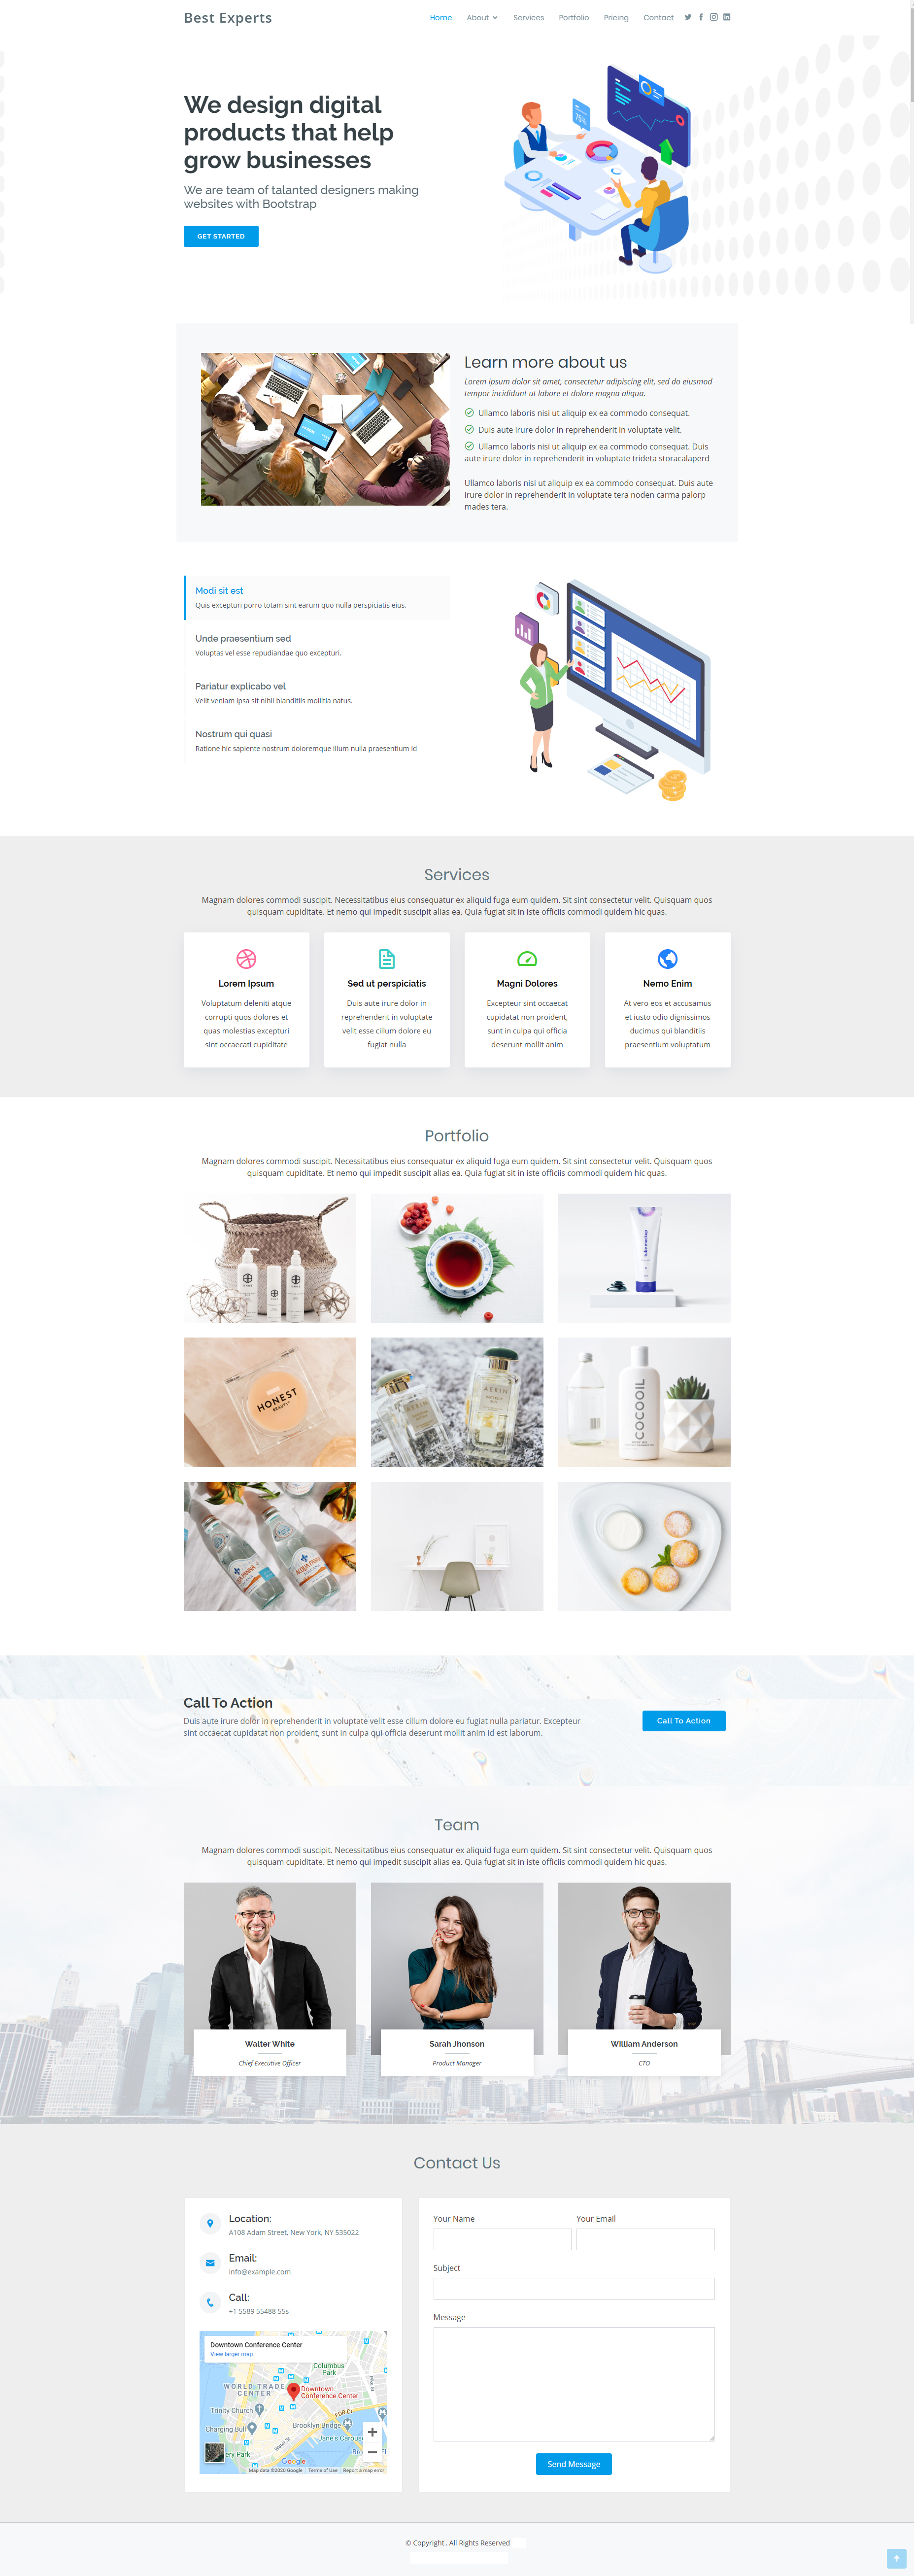 Best Experts
Home About Services Portfolio Pricing Contact
We design digital
products that help
grow businesses
We are team of talanted designers making
websites with Bootstrap
GET STARTED
75%
Learn more about us
Lorem ipsum dolor sit amet, consectetur adipiscing elit, sed do eiusmod
tempor incididunt ut labore et dolore magna aliqua.
Ullamco laboris nisi ut aliquip ex ea commodo consequat.
Duis aute irure dolor in reprehenderit in voluptate velit.
Ullamco laboris nisi ut aliquip ex ea commodo consequat. Duis
aute irure dolor in reprehenderit in voluptate trideta storacalaperd
Ullamco laboris nisi ut aliquip ex ea commodo consequat. Duis aute
irure dolor in reprehenderit in voluptate tera noden carma palorp
mades tera.
Modi sit est
Quis excepturi porro totam sint earum quo nulla perspiciatis eius.
Unde praesentium sed
Voluptas vel esse repudiandae quo excepturi.
Pariatur explicabo vel
Velit veniam ipsa sit nihil blanditiis mollitia natus.
Nostrum qui quasi
Ratione hic sapiente nostrum doloremque illum nulla praesentium id
Services
Magnam dolores commodi suscipit. Necessitatibus eius consequatur ex aliquid fuga eum quidem. Sit sint consectetur velit. Quisquam quos
quisquam cupiditate. Et nemo qui impedit suscipit alias ea. Quia fugiat sit in iste officiis commodi quidem hic quas.
Lorem Ipsum
Voluptatum deleniti atque
corrupti quos dolores et
quas molestias excepturi
sint occaecati cupiditate
Sed ut perspiciatis
Duis aute irure dolor in
reprehenderit in voluptate
velit esse cillum dolore eu
fugiat nulla
Magni Dolores
Excepteur sint occaecat
cupidatat non proident,
sunt in culpa qui officia
deserunt mollit anim
Nemo Enim
At vero eos et accusamus
et iusto odio dignissimos
ducimus qui blanditiis
praesentium voluptatum
Portfolio
Magnam dolores commodi suscipit. Necessitatibus eius consequatur ex aliquid fuga eum quidem. Sit sint consectetur velit. Quisquam quos
quisquam cupiditate. Et nemo qui impedit suscipit alias ea. Quia fugiat sit in iste officiis commodi quidem hic quas.
HONEST
BEAUTY
AERIN
COCOOIL
Call To Action
Duis aute irure dolor in reprehenderit in voluptate velit esse cillum dolore eu fugiat nulla pariatur. Excepteur
sint occaecat cupidatat non proident, sunt in culpa qui officia deserunt mollit anim id est laborum.
Call To Action
Team
Magnam dolores commodi suscipit. Necessitatibus eius consequatur ex aliquid fuga eum quidem. Sit sint consectetur velit. Quisquam quos
quisquam cupiditate. Et nemo qui impedit suscipit alias ea. Quia fugiat sit in iste officiis commodi quidem hic quas.
Walter White
Chief Executive Officer
Sarah Jhonson
Product Manager
William Anderson
CTO
Contact Us
Location:
A108 Adam Street, New York, NY 535022
Email:
info@example.com
Call:
+1 5589 55488 55s
Downtown Conference Center
View larger map
Columbus
Park
WORLD TRADE
CENTER
Downtown
Conference Center
Trinity Church
FDR Dr
Charging Bull
Brooklyn Bridge
Jane's Carous
Water St
ery Park
Google
Map data ©2020 Google Terms of Use Report a map error
Your Name Your Email
Subject
Message
Send Message
© Copyright . All Rights Reserved